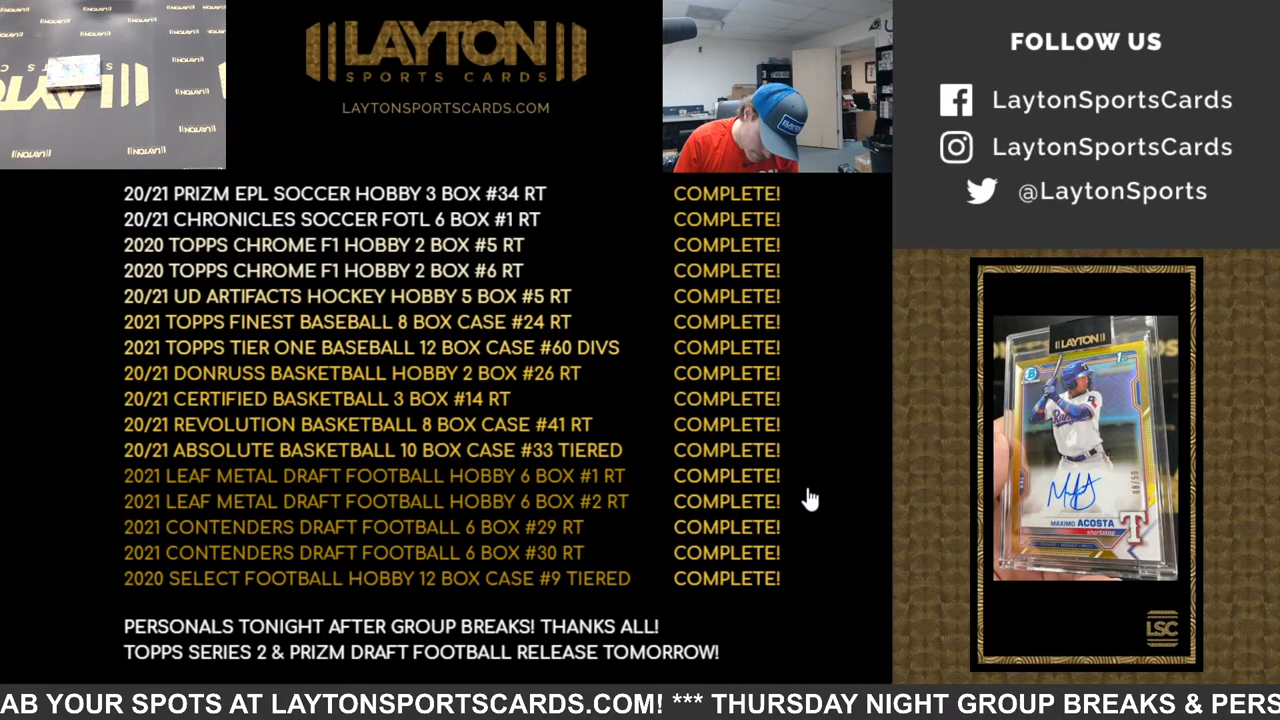 LAYTON
SPORTS CARDS
LAYTONSPORTSCARDS.COM
20/21 PRIZM EPL SOCCER HOBBY 3 BOX #34 RT COMPLETE!
20/21 CHRONICLES SOCCER FOTL 6 BOX #1 RT COMPLETE!
2020 TOPPS CHROME F1 HOBBY 2 BOX #5 RT COMPLETE!
2020 TOPPS CHROME F1 HOBBY 2 BOX #6 RT COMPLETE!
20/21 UD ARTIFACTS HOCKEY HOBBY 5 BOX #5 RT COMPLETE!
2021 TOPPS FINEST BASEBALL 8 BOX CASE #24 RT COMPLETE!
2021 TOPPS TIER ONE BASEBALL 12 BOX CASE #60 DIVS COMPLETE!
20/21 DONRUSS BASKETBALL HOBBY 2 BOX #26 RT COMPLETE!
20/21 CERTIFIED BASKETBALL 3 BOX #14 RT COMPLETE!
20/21 REVOLUTION BASKETBALL 8 BOX CASE #41 RT COMPLETE!
20/21 ABSOLUTE BASKETBALL 10 BOX CASE #33 TIERED COMPLETE!
2021 LEAF METAL DRAFT FOOTBALL HOBBY 6 BOX #1 RT COMPLETE!
2021 LEAF METAL DRAFT FOOTBALL HOBBY 6 BOX #2 RT COMPLETE!
2021 CONTENDERS DRAFT FOOTBALL 6 BOX #29 RT COMPLETE!
2021 CONTENDERS DRAFT FOOTBALL 6 BOX #30 RT COMPLETE!
2020 SELECT FOOTBALL HOBBY 12 BOX CASE #9 TIERED COMPLETE!
PERSONALS TONIGHT AFTER GROUP BREAKS! THANKS ALL!
TOPPS SERIES 2 & PRIZM DRAFT FOOTBALL RELEASE TOMORROW!
FOLLOW US
LaytonSportsCards
LaytonSportsCards
@LaytonSports
LAYTON
MAXIMO ACOSTA
shortstop
08/50
LSC
AB YOUR SPOTS AT LAYTONSPORTSCARDS.COM! *** THURSDAY NIGHT GROUP BREAKS & PERS